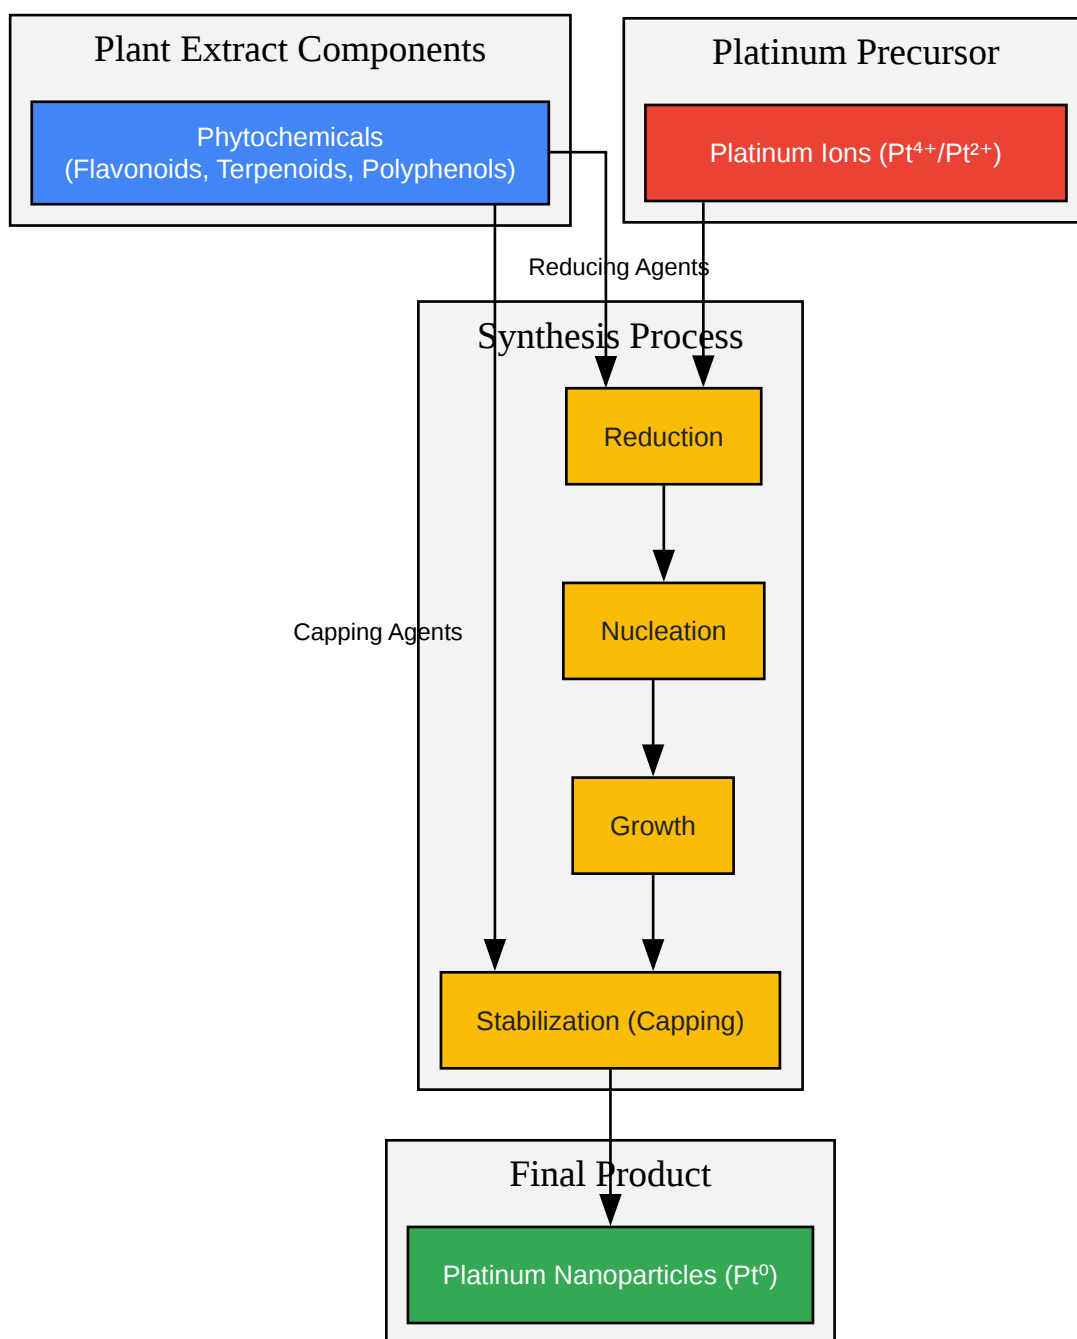 Plant Extract Components
Platinum Precursor
Phytochemicals
(Flavonoids, Terpenoids, Polyphenols)
Platinum Ions (Pt⁴⁺/Pt²⁺)
Reducing Agents
Synthesis Process
Reduction
Capping Agents
Nucleation
Growth
Stabilization (Capping)
Final Product
Platinum Nanoparticles (Pt⁰)